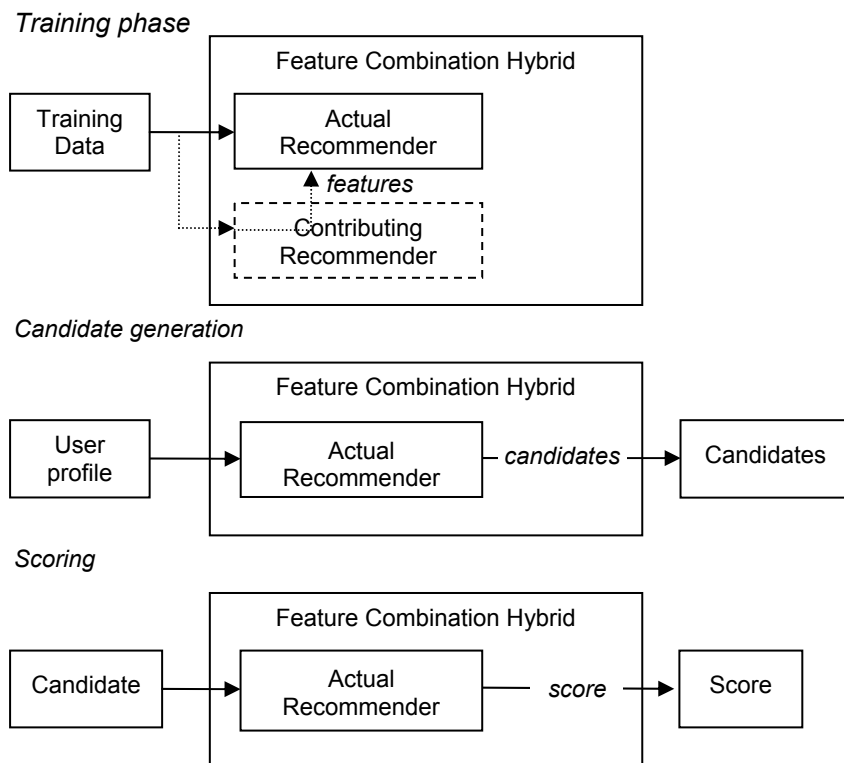 Training phase
Feature Combination Hybrid
Training
Data
Actual
Recommender
features
Contributing
Recommender
Candidate generation
Feature Combination Hybrid
User
profile
Actual
Recommender
candidates
Candidates
Scoring
Feature Combination Hybrid
Candidate
Actual
Recommender
score
Score